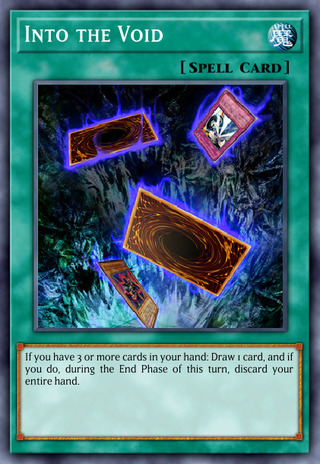 Into the Void
魔
[Spell Card]
If you have 3 or more cards in your hand: Draw 1 card, and if
you do, during the End Phase of this turn, discard your
entire hand.